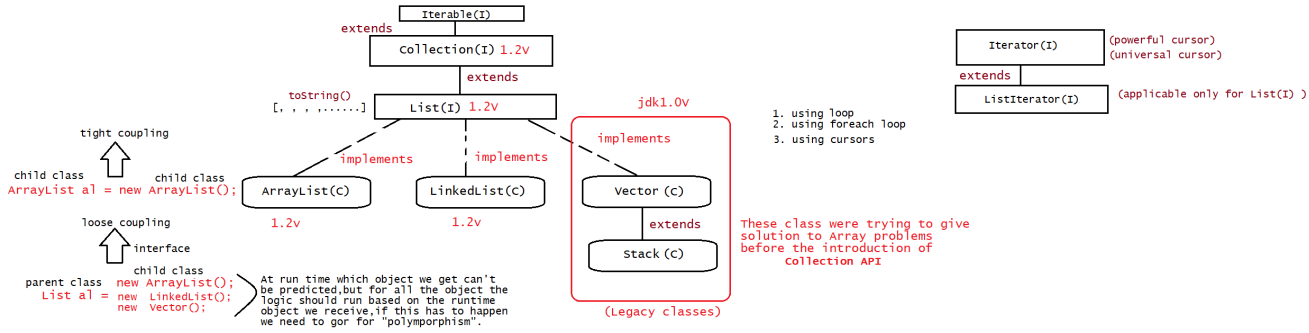 Iterable(I)
extends
Collection(I) 1.2v
extends
toString()
[, , , ,......]
List(I) 1.2v
implements
implements
implements
jdk1.0v
ArrayList(C)
LinkedList(C)
Vector (C)
1.2v
1.2v
extends
Stack (C)
(Legacy classes)
tight coupling
child class
child class
ArrayList al = new ArrayList();
loose coupling
interface
child class
parent class
new ArrayList();
List al =
new LinkedList();
new Vector();
At run time which object we get can't
be predicted,but for all the object the
logic should run based on the runtime
object we receive,if this has to happen
we need to gor for "polymporphism".
1. using loop
2. using foreach loop
3. using cursors
These class were trying to give
solution to Array problems
before the introduction of
Collection API
Iterator(I)
(powerful cursor)
(universal cursor)
extends
ListIterator(I)
(applicable only for List(I) )